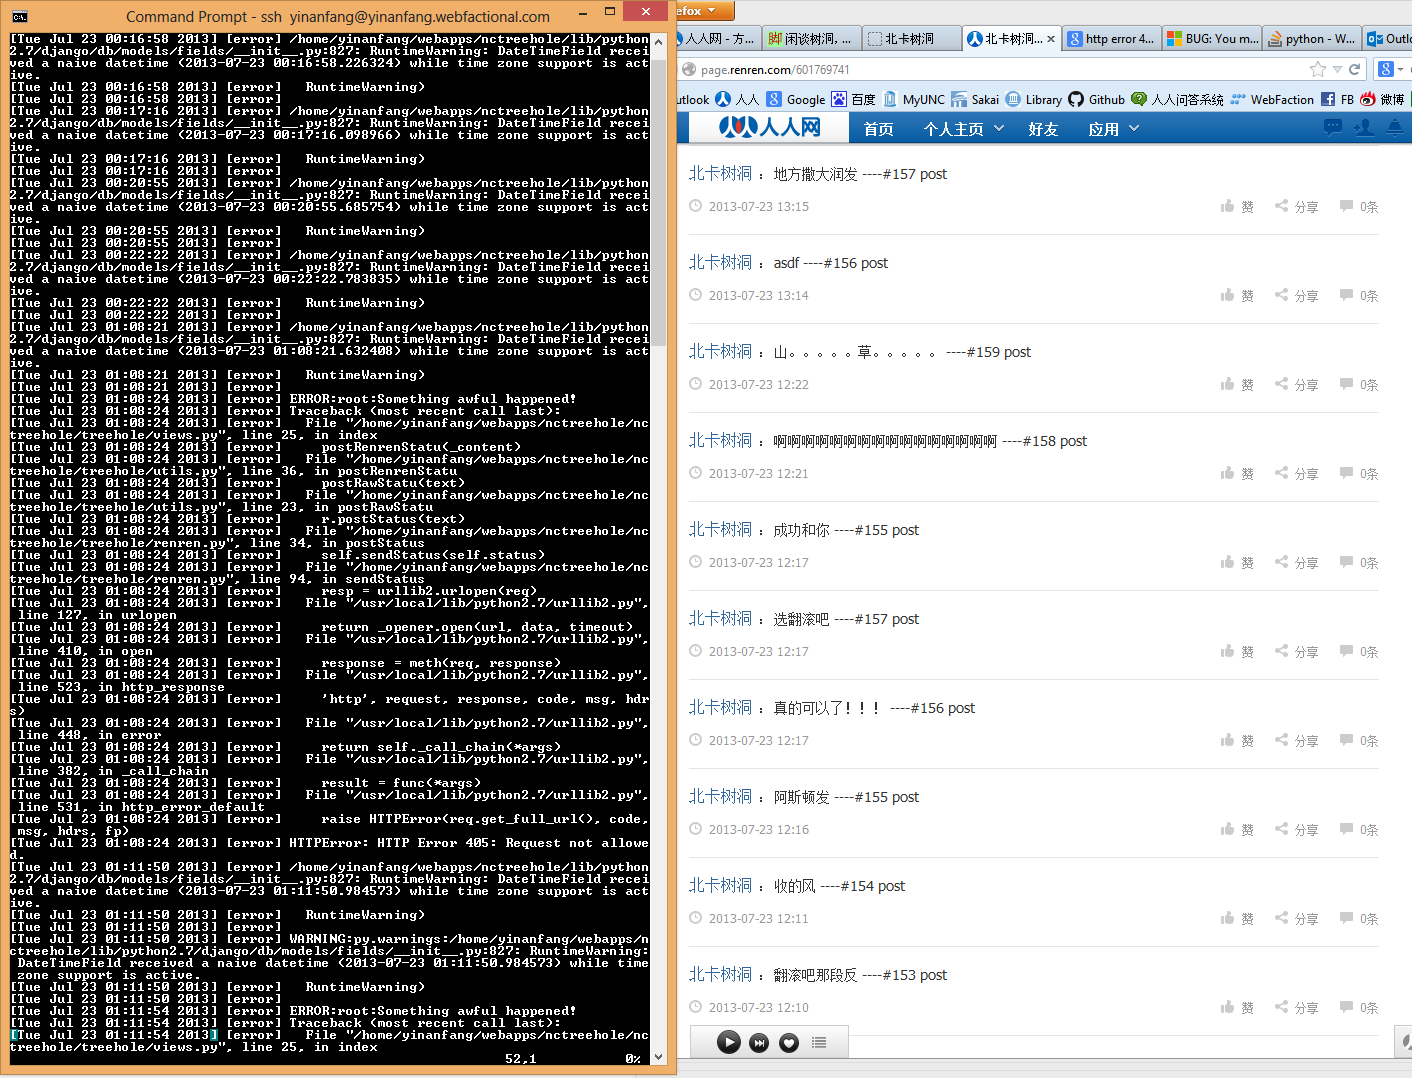 Command Prompt - ssh  yinanfang@yinanfang.webfactional.com
[Tue Jul 23 00:16:58 2013] [error] /home/yinanfang/webapps/nctreehole/lib/python
2.7/django/db/models/fields/__init__.py:827: RuntimeWarning: DateTimeField recei
ved a naive datetime (2013-07-23 00:16:58.226324) while time zone support is act
ive.
[Tue Jul 23 00:16:58 2013] [error]   RuntimeWarning)
[Tue Jul 23 00:16:58 2013] [error]
[Tue Jul 23 00:17:16 2013] [error] /home/yinanfang/webapps/nctreehole/lib/python
2.7/django/db/models/fields/__init__.py:827: RuntimeWarning: DateTimeField recei
ved a naive datetime (2013-07-23 00:17:16.098966) while time zone support is act
ive.
[Tue Jul 23 00:17:16 2013] [error]   RuntimeWarning)
[Tue Jul 23 00:17:16 2013] [error]
[Tue Jul 23 00:20:55 2013] [error] /home/yinanfang/webapps/nctreehole/lib/python
2.7/django/db/models/fields/__init__.py:827: RuntimeWarning: DateTimeField recei
ved a naive datetime (2013-07-23 00:20:55.685754) while time zone support is act
ive.
[Tue Jul 23 00:20:55 2013] [error]   RuntimeWarning)
[Tue Jul 23 00:20:55 2013] [error]
[Tue Jul 23 00:22:22 2013] [error] /home/yinanfang/webapps/nctreehole/lib/python
2.7/django/db/models/fields/__init__.py:827: RuntimeWarning: DateTimeField recei
ved a naive datetime (2013-07-23 00:22:22.783835) while time zone support is act
ive.
[Tue Jul 23 00:22:22 2013] [error]   RuntimeWarning)
[Tue Jul 23 00:22:22 2013] [error]
[Tue Jul 23 01:08:21 2013] [error] /home/yinanfang/webapps/nctreehole/lib/python
2.7/django/db/models/fields/__init__.py:827: RuntimeWarning: DateTimeField recei
ved a naive datetime (2013-07-23 01:08:21.632408) while time zone support is act
ive.
[Tue Jul 23 01:08:21 2013] [error]   RuntimeWarning)
[Tue Jul 23 01:08:21 2013] [error]
[Tue Jul 23 01:08:24 2013] [error] ERROR:root:Something awful happened!
[Tue Jul 23 01:08:24 2013] [error] Traceback (most recent call last):
[Tue Jul 23 01:08:24 2013] [error]   File "/home/yinanfang/webapps/nctreehole/nc
treehole/treehole/views.py", line 25, in index
[Tue Jul 23 01:08:24 2013] [error]     postRenrenStatu(_content)
[Tue Jul 23 01:08:24 2013] [error]   File "/home/yinanfang/webapps/nctreehole/nc
treehole/treehole/utils.py", line 36, in postRenrenStatu
[Tue Jul 23 01:08:24 2013] [error]     postRawStatu(text)
[Tue Jul 23 01:08:24 2013] [error]   File "/home/yinanfang/webapps/nctreehole/nc
treehole/treehole/utils.py", line 23, in postRawStatu
[Tue Jul 23 01:08:24 2013] [error]     r.postStatus(text)
[Tue Jul 23 01:08:24 2013] [error]   File "/home/yinanfang/webapps/nctreehole/nc
treehole/treehole/renren.py", line 34, in postStatus
[Tue Jul 23 01:08:24 2013] [error]     self.sendStatus(self.status)
[Tue Jul 23 01:08:24 2013] [error]   File "/home/yinanfang/webapps/nctreehole/nc
treehole/treehole/renren.py", line 94, in sendStatus
[Tue Jul 23 01:08:24 2013] [error]     resp = urllib2.urlopen(req)
[Tue Jul 23 01:08:24 2013] [error]   File "/usr/local/lib/python2.7/urllib2.py",
 line 127, in urlopen
[Tue Jul 23 01:08:24 2013] [error]     return _opener.open(url, data, timeout)
[Tue Jul 23 01:08:24 2013] [error]   File "/usr/local/lib/python2.7/urllib2.py",
 line 410, in open
[Tue Jul 23 01:08:24 2013] [error]     response = meth(req, response)
[Tue Jul 23 01:08:24 2013] [error]   File "/usr/local/lib/python2.7/urllib2.py",
 line 523, in http_response
[Tue Jul 23 01:08:24 2013] [error]     'http', request, response, code, msg, hdr
s)
[Tue Jul 23 01:08:24 2013] [error]   File "/usr/local/lib/python2.7/urllib2.py",
 line 448, in error
[Tue Jul 23 01:08:24 2013] [error]     return self._call_chain(*args)
[Tue Jul 23 01:08:24 2013] [error]   File "/usr/local/lib/python2.7/urllib2.py",
 line 382, in _call_chain
[Tue Jul 23 01:08:24 2013] [error]     result = func(*args)
[Tue Jul 23 01:08:24 2013] [error]   File "/usr/local/lib/python2.7/urllib2.py",
 line 531, in http_error_default
[Tue Jul 23 01:08:24 2013] [error]     raise HTTPError(req.get_full_url(), code,
 msg, hdrs, fp)
[Tue Jul 23 01:08:24 2013] [error] HTTPError: HTTP Error 405: Request not allowe
d.
[Tue Jul 23 01:11:50 2013] [error] /home/yinanfang/webapps/nctreehole/lib/python
2.7/django/db/models/fields/__init__.py:827: RuntimeWarning: DateTimeField recei
ved a naive datetime (2013-07-23 01:11:50.984573) while time zone support is act
ive.
[Tue Jul 23 01:11:50 2013] [error]   RuntimeWarning)
[Tue Jul 23 01:11:50 2013] [error]
[Tue Jul 23 01:11:50 2013] [error] WARNING:py.warnings:/home/yinanfang/webapps/n
ctreehole/lib/python2.7/django/db/models/fields/__init__.py:827: RuntimeWarning:
 DateTimeField received a naive datetime (2013-07-23 01:11:50.984573) while time
 zone support is active.
[Tue Jul 23 01:11:50 2013] [error]   RuntimeWarning)
[Tue Jul 23 01:11:50 2013] [error]
[Tue Jul 23 01:11:54 2013] [error] ERROR:root:Something awful happened!
[Tue Jul 23 01:11:54 2013] [error] Traceback (most recent call last):
[Tue Jul 23 01:11:54 2013] [error]   File "/home/yinanfang/webapps/nctreehole/nc
treehole/treehole/views.py", line 25, in index
52,1 0%
efox
人人网 - 方... 闲谈树洞,... 北卡树洞 北卡树洞... http error 4... BUG: You m... python - W... Outlo
page.renren.com/601769741
utlook 人人 Google 百度 MyUNC Sakai Library Github 人人问答系统 WebFaction FB 微博
人人网 首页 个人主页 好友 应用
北卡树洞 ： 地方撒大润发 ----#157 post
2013-07-23 13:15 赞 分享 0条
北卡树洞 ： asdf ----#156 post
2013-07-23 13:14 赞 分享 0条
北卡树洞 ： 山。。。。。草。。。。。 ----#159 post
2013-07-23 12:22 赞 分享 0条
北卡树洞 ： 啊啊啊啊啊啊啊啊啊啊啊啊啊啊啊啊 ----#158 post
2013-07-23 12:21 赞 分享 0条
北卡树洞 ： 成功和你 ----#155 post
2013-07-23 12:17 赞 分享 0条
北卡树洞 ： 选翻滚吧 ----#157 post
2013-07-23 12:17 赞 分享 0条
北卡树洞 ： 真的可以了！！！ ----#156 post
2013-07-23 12:17 赞 分享 0条
北卡树洞 ： 阿斯顿发 ----#155 post
2013-07-23 12:16 赞 分享 0条
北卡树洞 ： 收的风 ----#154 post
2013-07-23 12:11 赞 分享 0条
北卡树洞 ： 翻滚吧那段反 ----#153 post
2013-07-23 12:10 赞 分享 0条